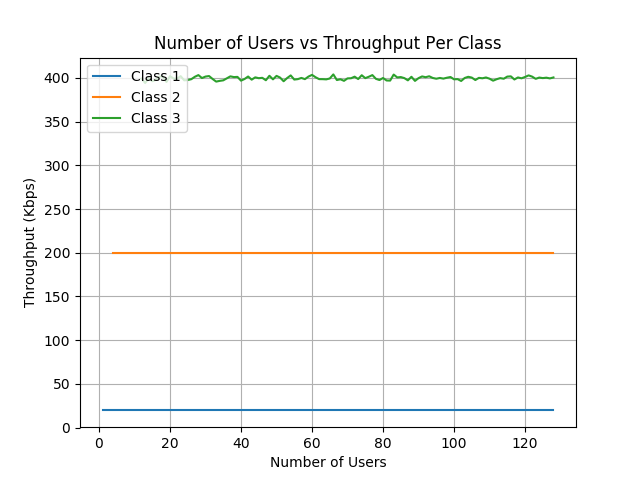 Number of Users vs Throughput Per Class
Class 1
Class 2
Class 3
400
350
300
250
200
150
100
50
0
Throughput (Kbps)
0 20 40 60 80 100 120
Number of Users